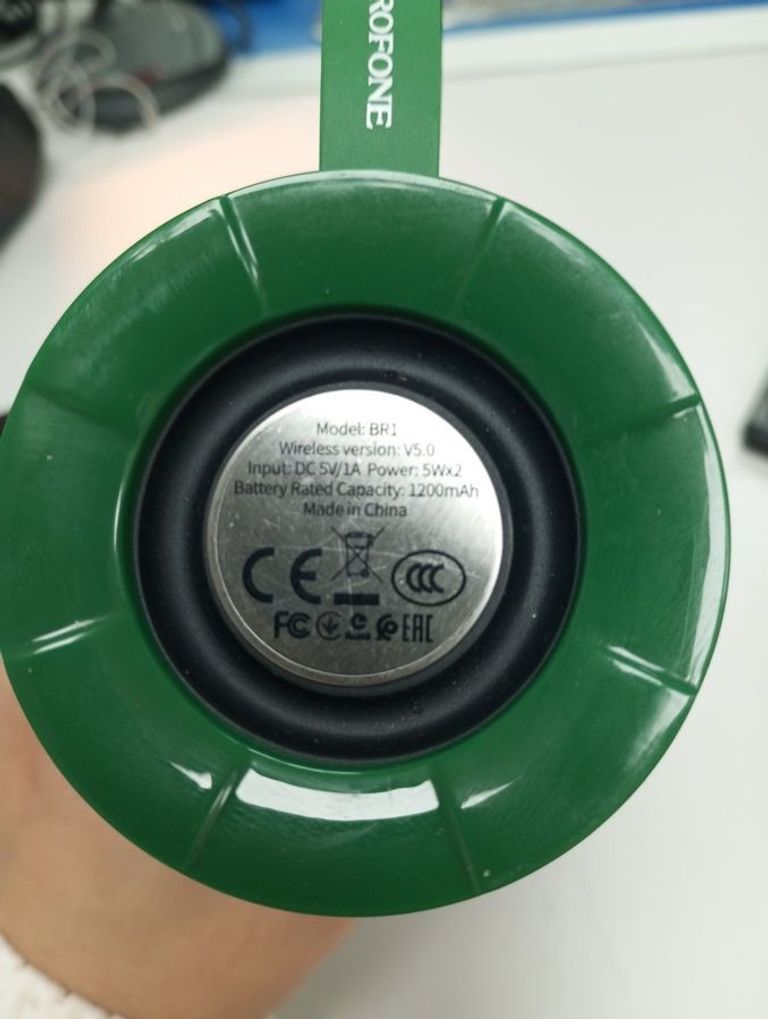 ROFONE
Model: BR1
Wireless version: V5.0
Input: DC 5V/1A Power: 5Wx2
Battery Rated Capacity: 1200mAh
Made in China
CE CCC
FC RoHS EAC